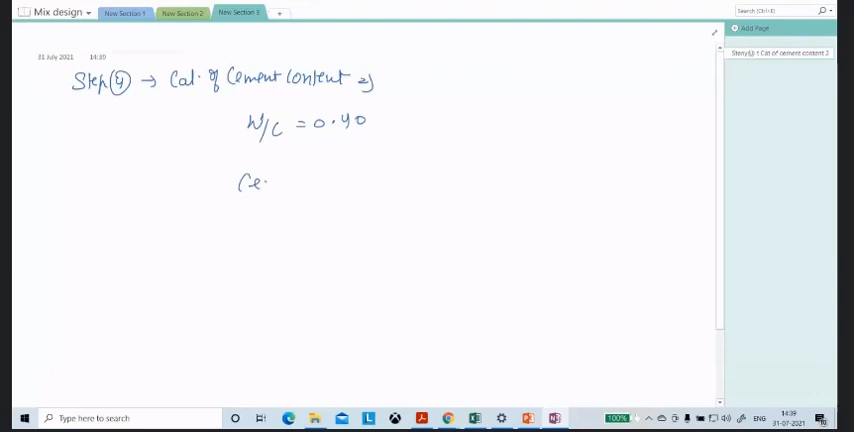 Mix design
New Section 1
New Section 2
New Section 3
+
Search (Ctrl+E)
Add Page
31 July 2021 14:39
Step(4) → Cal. of Cement Content
W/C = 0.40
Ce
Type here to search
100%
ENG
14:39
31-07-2021